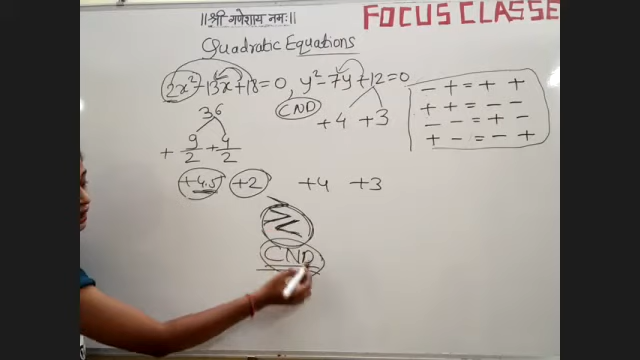 ||श्री गणेशाय नमः||
FOCUS CLASSE
Quadratic Equations
2x²-13x+18=0, y²-7y+12=0
36
CND
+4 +3
+ 9/2 + 4/2
+4.5 +2 +4 +3
≥
CND
- + = + +
+ + = - -
- - = + -
+ - = - +